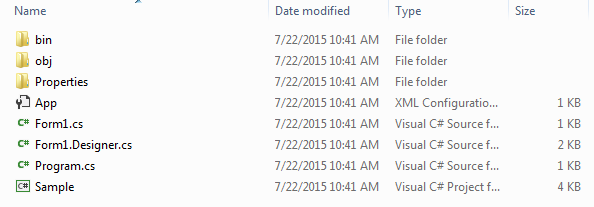 Name Date modified Type Size
bin 7/22/2015 10:41 AM File folder
obj 7/22/2015 10:41 AM File folder
Properties 7/22/2015 10:41 AM File folder
App 7/22/2015 10:41 AM XML Configuratio... 1 KB
C# Form1.cs 7/22/2015 10:41 AM Visual C# Source f... 1 KB
C# Form1.Designer.cs 7/22/2015 10:41 AM Visual C# Source f... 2 KB
C# Program.cs 7/22/2015 10:41 AM Visual C# Source f... 1 KB
C# Sample 7/22/2015 10:41 AM Visual C# Project f... 4 KB